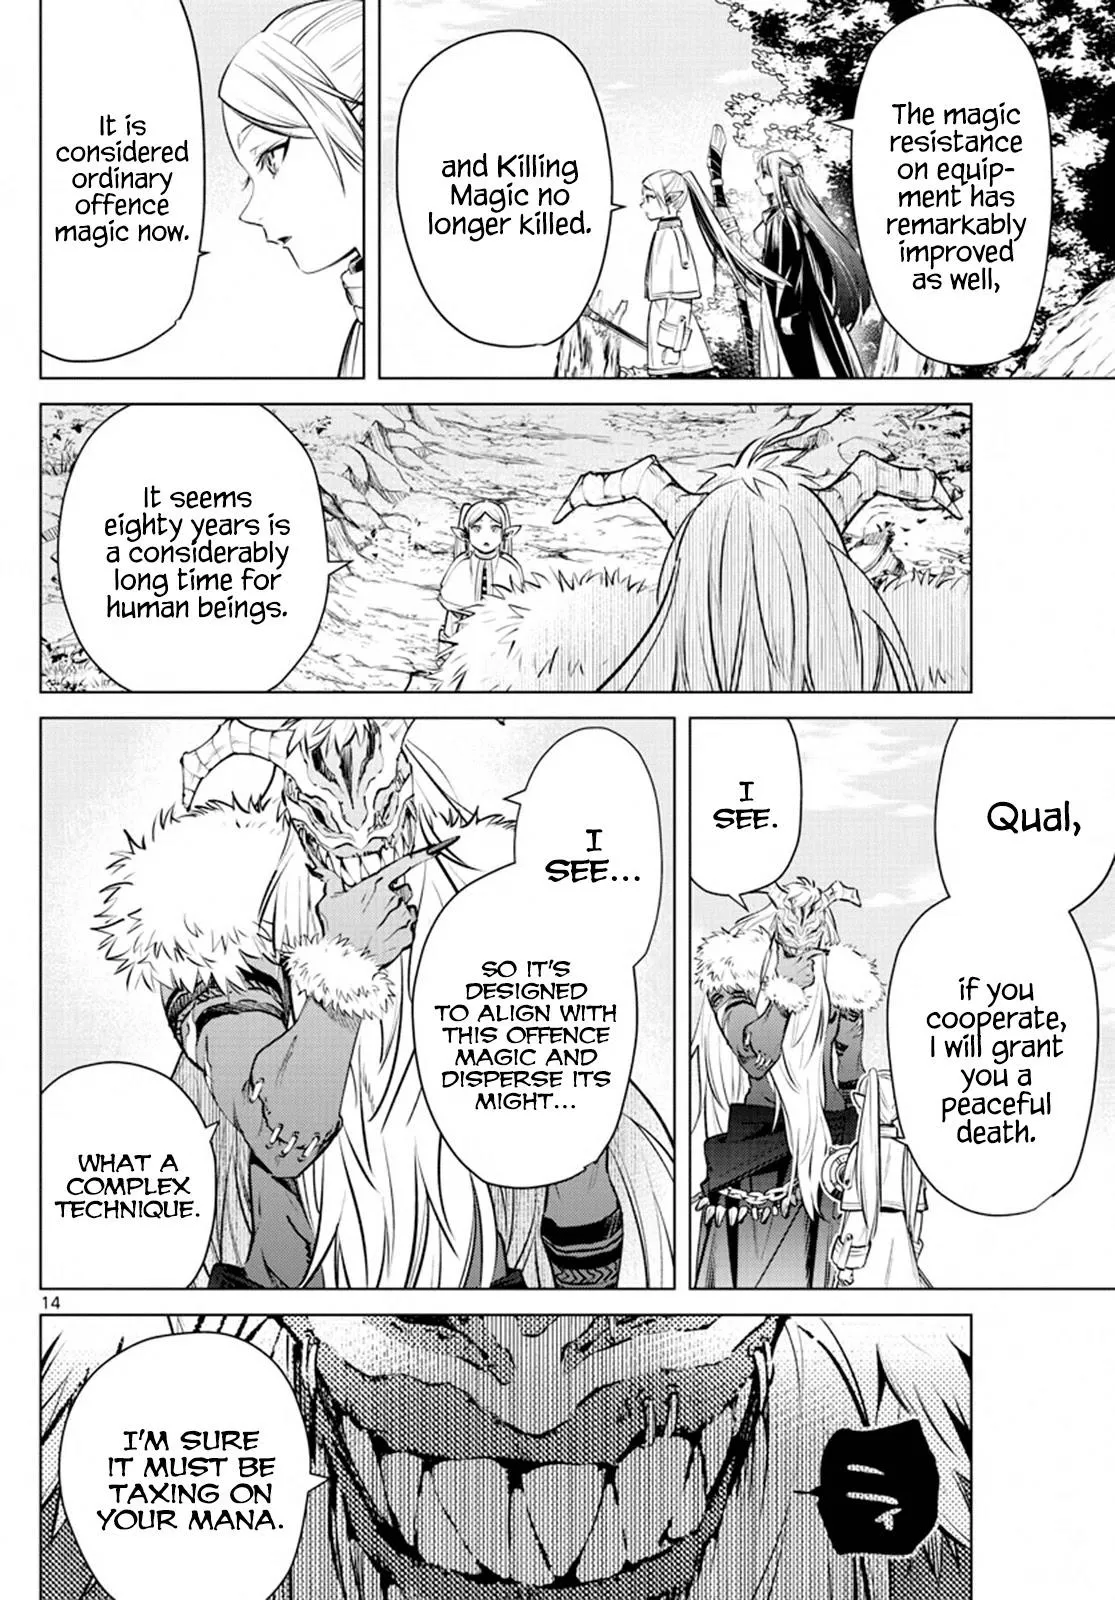 The magic
resistance
on equip-
ment has
remarkably
improved
as well,
and Killing
Magic no
longer killed.
It is
considered
ordinary
offence
magic now.
It seems
eighty years is
a considerably
long time for
human beings.
Qual,
if you
cooperate,
I will grant
you a
peaceful
death.
I
SEE.
I
SEE...
SO IT'S
DESIGNED
TO ALIGN WITH
THIS OFFENCE
MAGIC AND
DISPERSE ITS
MIGHT...
WHAT A
COMPLEX
TECHNIQUE.
14
I'M SURE
IT MUST BE
TAXING ON
YOUR MANA.